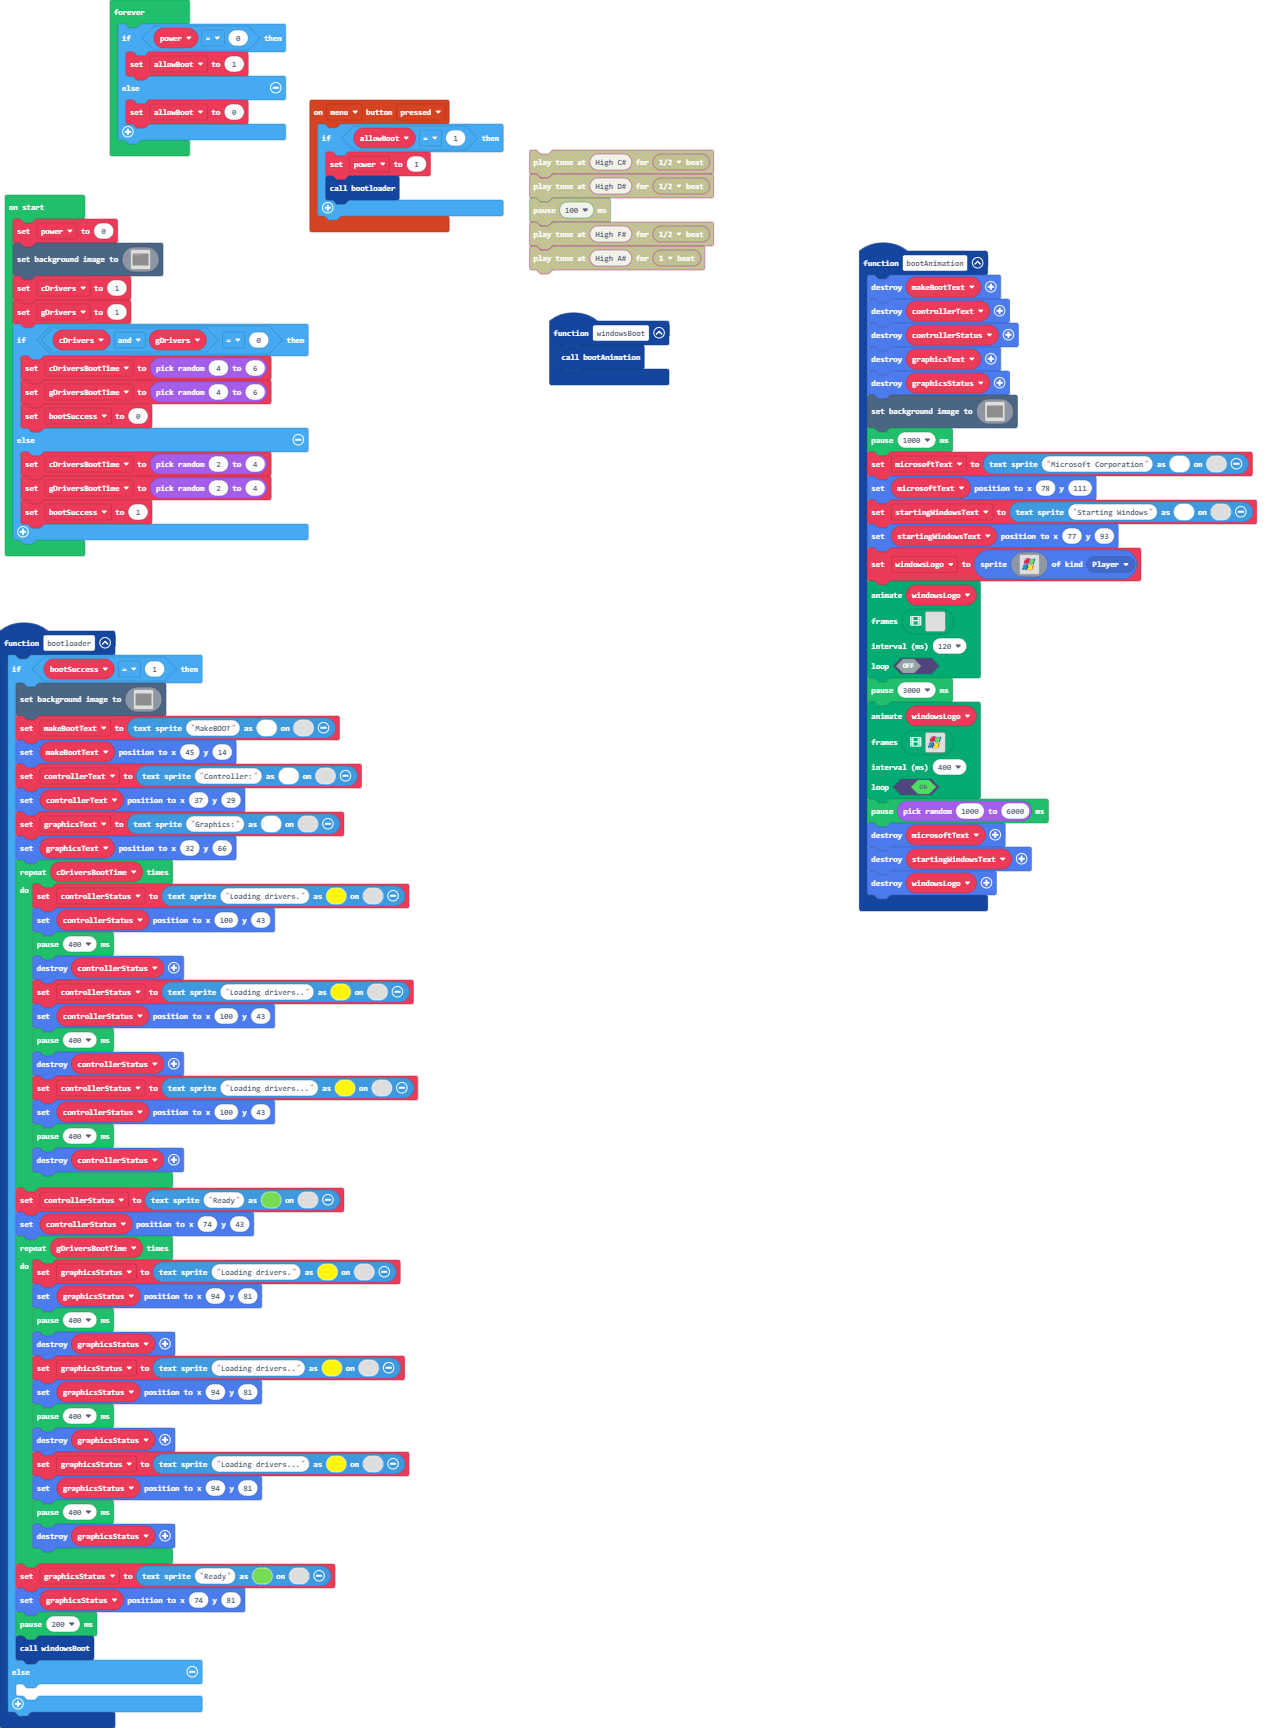 forever
if power = 0 then
set allowBoot to 1
else
set allowBoot to 0
on menu button pressed
if allowBoot = 1 then
set power to 1
call bootloader
play tone at High C# for 1/2 beat
play tone at High D# for 1/2 beat
pause 100 ms
play tone at High F# for 1/2 beat
play tone at High A# for 1 beat
on start
set power to 0
set background image to
set cDrivers to 1
set gDrivers to 1
if cDrivers and gDrivers = 0 then
set cDriversBootTime to pick random 4 to 6
set gDriversBootTime to pick random 4 to 6
set bootSuccess to 0
else
set cDriversBootTime to pick random 2 to 4
set gDriversBootTime to pick random 2 to 4
set bootSuccess to 1
function windowsBoot
call bootAnimation
function bootAnimation
destroy makeBootText
destroy controllerText
destroy controllerStatus
destroy graphicsText
destroy graphicsStatus
set background image to
pause 1000 ms
set microsoftText to text sprite "Microsoft Corporation" as on
set microsoftText position to x 78 y 111
set startingWindowsText to text sprite "Starting Windows" as on
set startingWindowsText position to x 77 y 93
set windowsLogo to sprite of kind Player
animate windowsLogo
frames
interval (ms) 120
loop OFF
pause 3000 ms
animate windowsLogo
frames
interval (ms) 400
loop ON
pause pick random 1000 to 6000 ms
destroy microsoftText
destroy startingWindowsText
destroy windowsLogo
function bootloader
if bootSuccess = 1 then
set background image to
set makeBootText to text sprite "MakeBOOT" as on
set makeBootText position to x 45 y 14
set controllerText to text sprite "Controller:" as on
set controllerText position to x 37 y 29
set graphicsText to text sprite "Graphics:" as on
set graphicsText position to x 32 y 66
repeat cDriversBootTime times
do set controllerStatus to text sprite "Loading drivers." as on
set controllerStatus position to x 100 y 43
pause 400 ms
destroy controllerStatus
set controllerStatus to text sprite "Loading drivers.." as on
set controllerStatus position to x 100 y 43
pause 400 ms
destroy controllerStatus
set controllerStatus to text sprite "Loading drivers..." as on
set controllerStatus position to x 100 y 43
pause 400 ms
destroy controllerStatus
set controllerStatus to text sprite "Ready" as on
set controllerStatus position to x 74 y 43
repeat gDriversBootTime times
do set graphicsStatus to text sprite "Loading drivers." as on
set graphicsStatus position to x 94 y 81
pause 400 ms
destroy graphicsStatus
set graphicsStatus to text sprite "Loading drivers.." as on
set graphicsStatus position to x 94 y 81
pause 400 ms
destroy graphicsStatus
set graphicsStatus to text sprite "Loading drivers..." as on
set graphicsStatus position to x 94 y 81
pause 400 ms
destroy graphicsStatus
set graphicsStatus to text sprite "Ready" as on
set graphicsStatus position to x 74 y 81
pause 200 ms
call windowsBoot
else